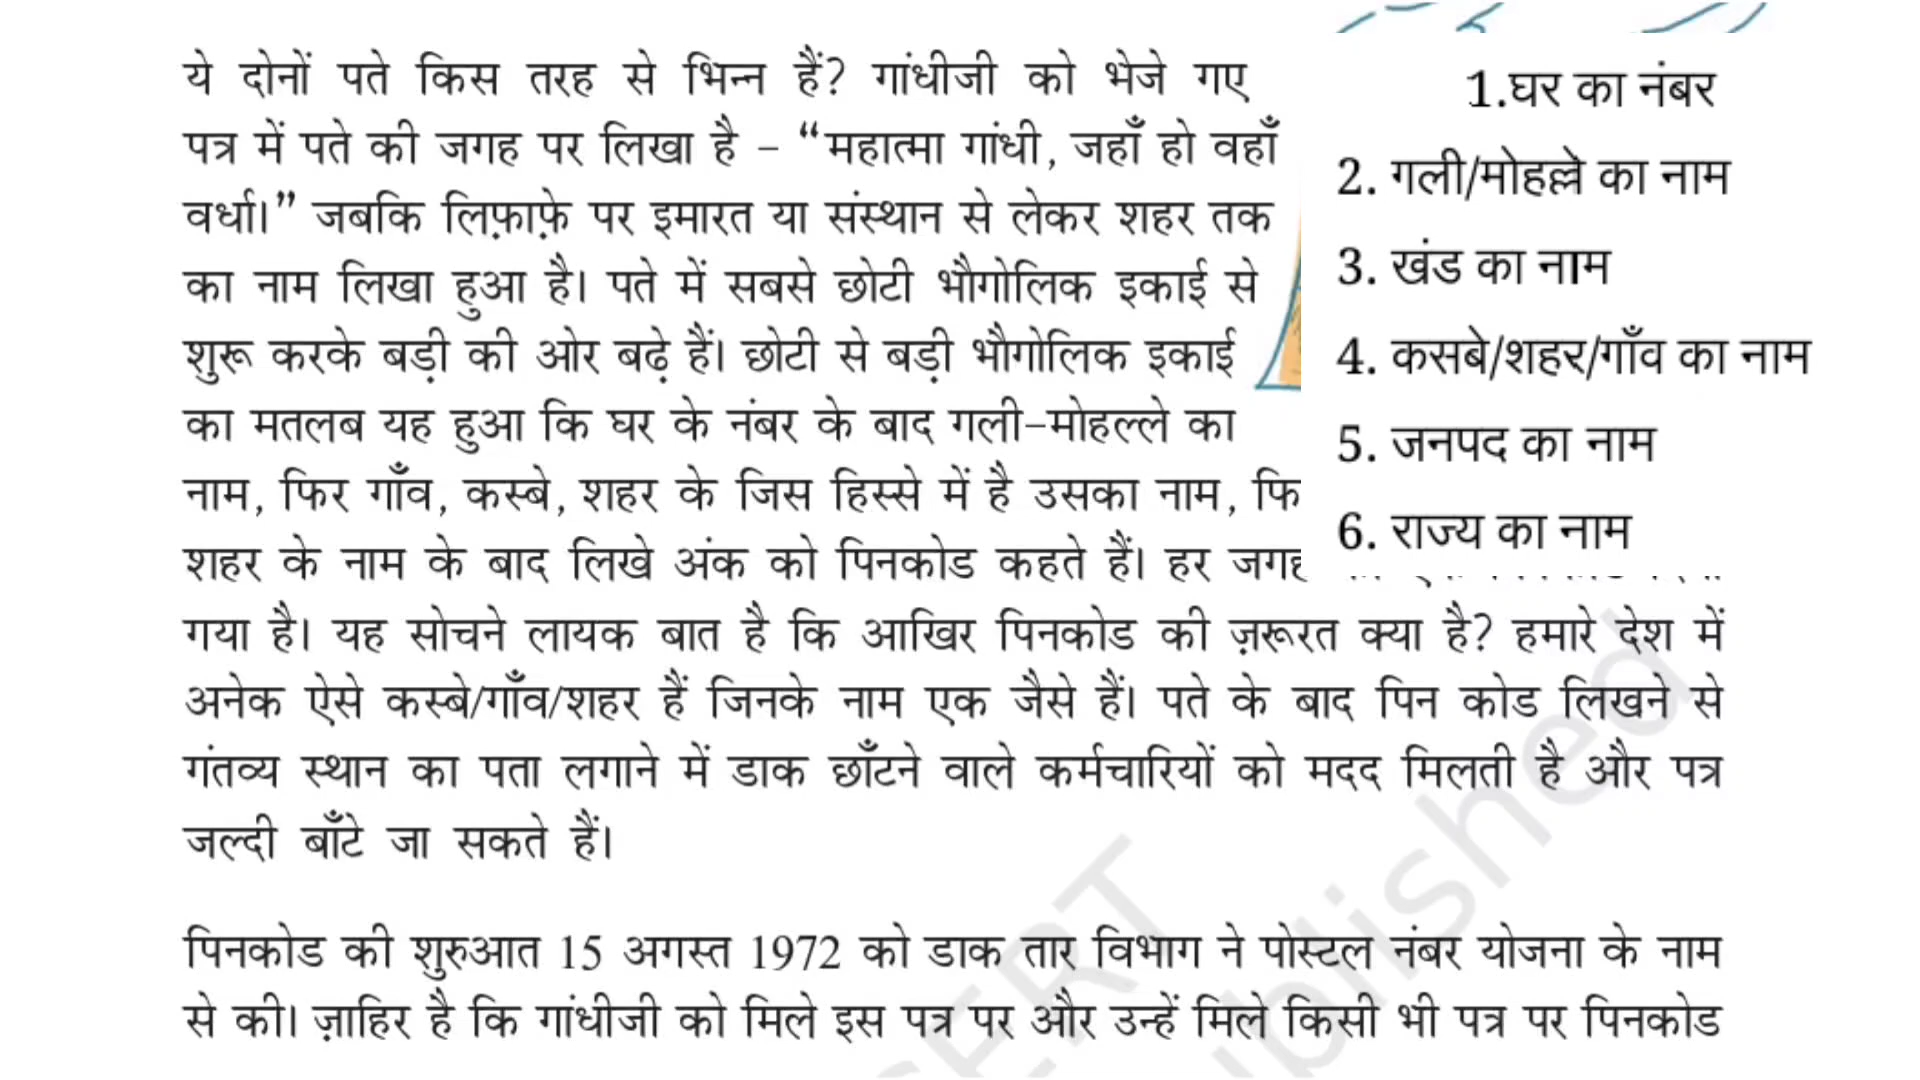 ये दोनों पते किस तरह से भिन्न हैं? गांधीजी को भेजे गए
पत्र में पते की जगह पर लिखा है – “महात्मा गांधी, जहाँ हो वहाँ
वर्धा।” जबकि लिफ़ाफ़े पर इमारत या संस्थान से लेकर शहर तक
का नाम लिखा हुआ है। पते में सबसे छोटी भौगोलिक इकाई से
शुरू करके बड़ी की ओर बढ़े हैं। छोटी से बड़ी भौगोलिक इकाई
का मतलब यह हुआ कि घर के नंबर के बाद गली–मोहल्ले का
नाम, फिर गाँव, कस्बे, शहर के जिस हिस्से में है उसका नाम,
शहर के नाम के बाद लिखे अंक को पिनकोड कहते हैं। हर
गया है। यह सोचने लायक बात है कि आखिर पिनकोड की ज़रूरत क्या है? हमारे देश में
अनेक ऐसे कस्बे/गाँव/शहर हैं जिनके नाम एक जैसे हैं। पते के बाद पिन कोड लिखने से
गंतव्य स्थान का पता लगाने में डाक छाँटने वाले कर्मचारियों को मदद मिलती है और पत्र
जल्दी बाँटे जा सकते हैं।
पिनकोड की शुरुआत 15 अगस्त 1972 को डाक तार विभाग ने पोस्टल नंबर योजना के नाम
से की। ज़ाहिर है कि गांधीजी को मिले इस पत्र पर और उन्हें मिले किसी भी पत्र पर पिनकोड
1.घर का नंबर
2. गली/मोहल्ले का नाम
3. खंड का नाम
4. कसबे/शहर/गाँव का नाम
5. जनपद का नाम
6. राज्य का नाम